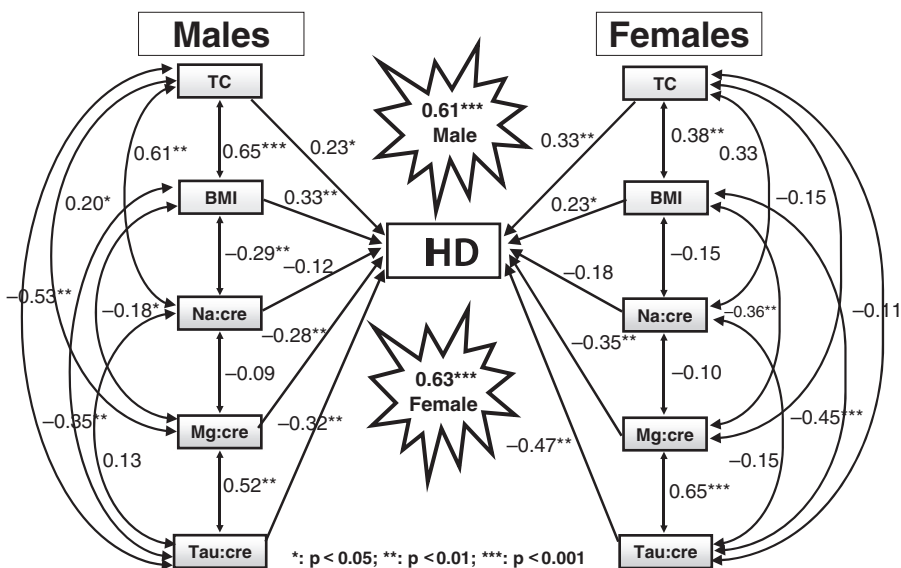 Males
Females
TC
TC
0.61***
Male
0.61**
0.65***
0.23*
0.33**
0.38**
0.33
0.20*
BMI
0.33**
0.23*
BMI
−0.15
−0.29**
−0.12
HD
−0.18
−0.15
−0.53**
−0.18*
Na:cre
−0.28**
−0.35**
Na:cre
−0.36**
−0.11
−0.09
0.63***
Female
−0.10
−0.35**
Mg:cre
−0.32**
−0.47**
Mg:cre
−0.45***
0.13
0.52**
0.65***
−0.15
Tau:cre
Tau:cre
*: p < 0.05; **: p < 0.01; ***: p < 0.001